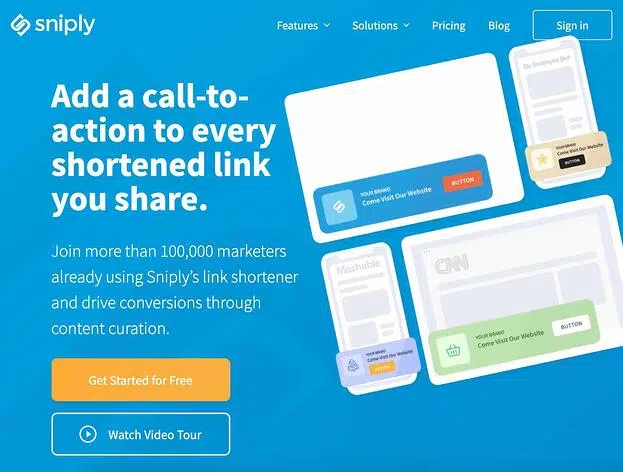 sniply
Features
Solutions
Pricing
Blog
Sign in
Add a call-to-
action to every
shortened link
you share.
Join more than 100,000 marketers
already using Sniply's link shortener
and drive conversions through
content curation.
Get Started for Free
Watch Video Tour
YOUR BRAND
Come Visit Our Website
BUTTON
YOUR BRAND
Come Visit Our Website
BUTTON
Mashable
YOUR BRAND
Come Visit Our Website
BUTTON
CNN
YOUR BRAND
Come Visit Our Website
BUTTON